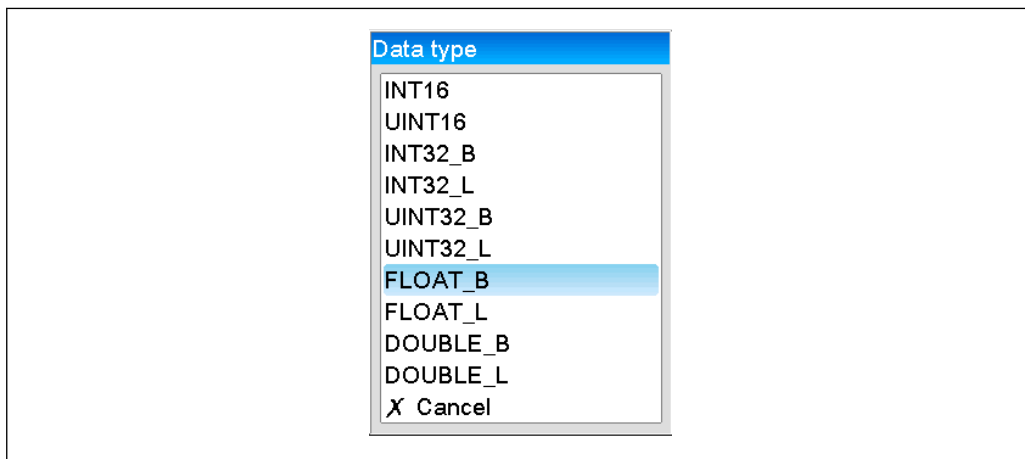 Data type
INT16
UINT16
INT32_B
INT32_L
UINT32_B
UINT32_L
FLOAT_B
FLOAT_L
DOUBLE_B
DOUBLE_L
X Cancel